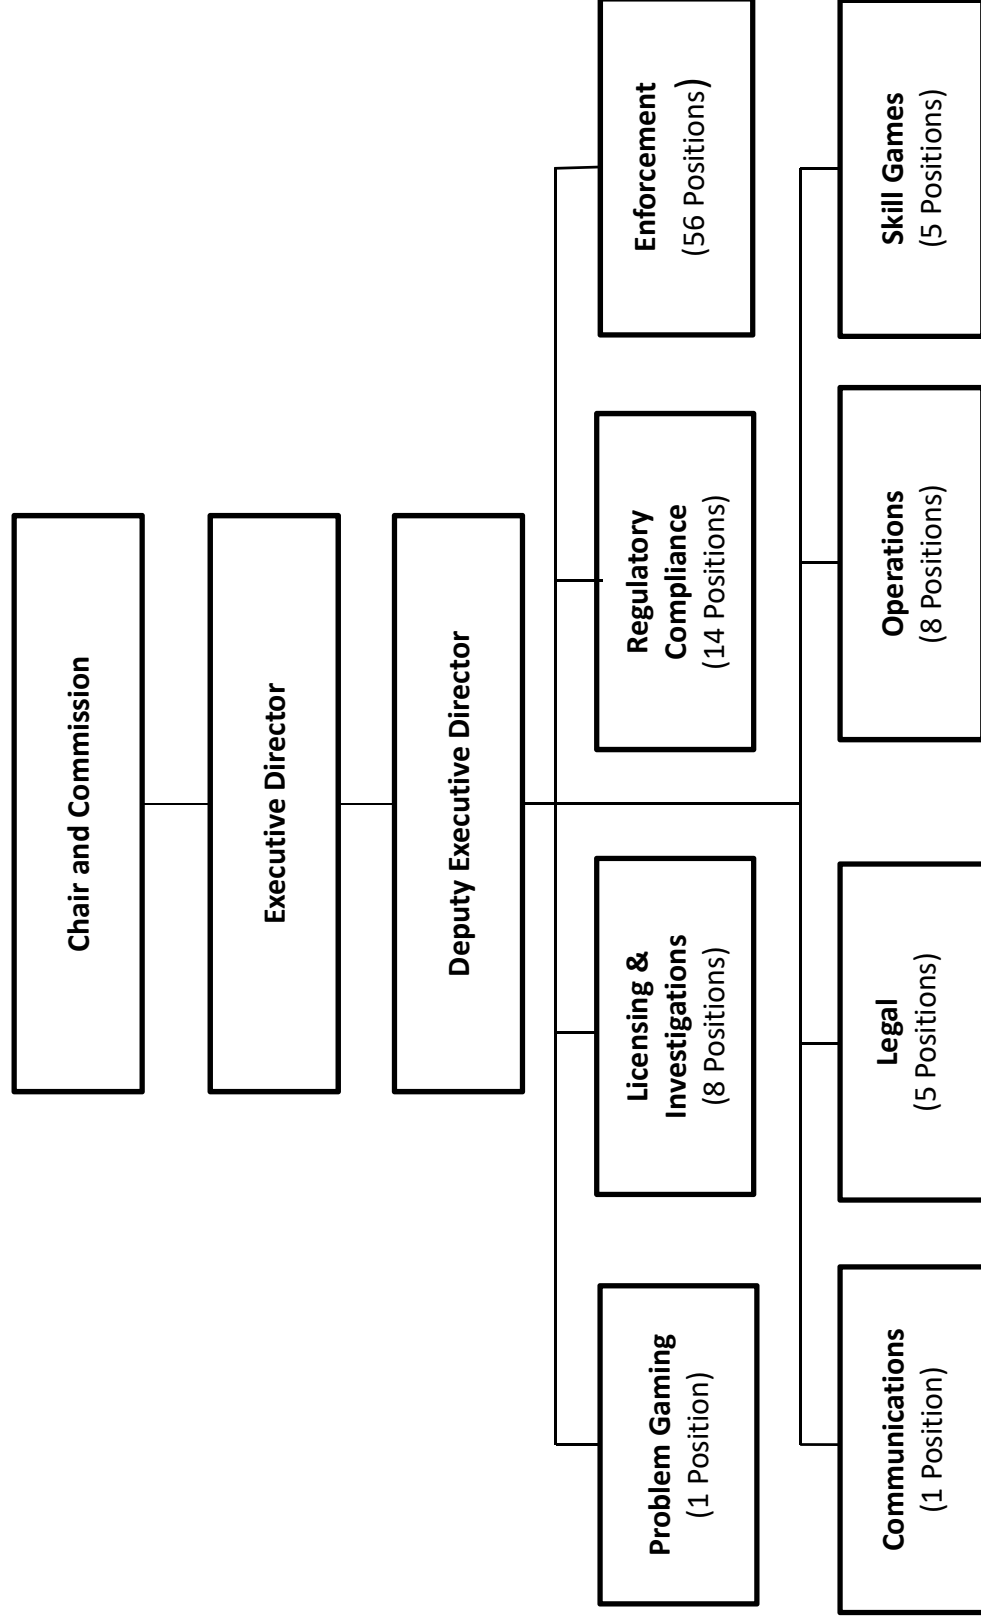 Chair and Commission
Executive Director
Deputy Executive Director
Problem Gaming
(1 Position)
Licensing &
Investigations
(8 Positions)
Regulatory
Compliance
(14 Positions)
Enforcement
(56 Positions)
Communications
(1 Position)
Legal
(5 Positions)
Operations
(8 Positions)
Skill Games
(5 Positions)